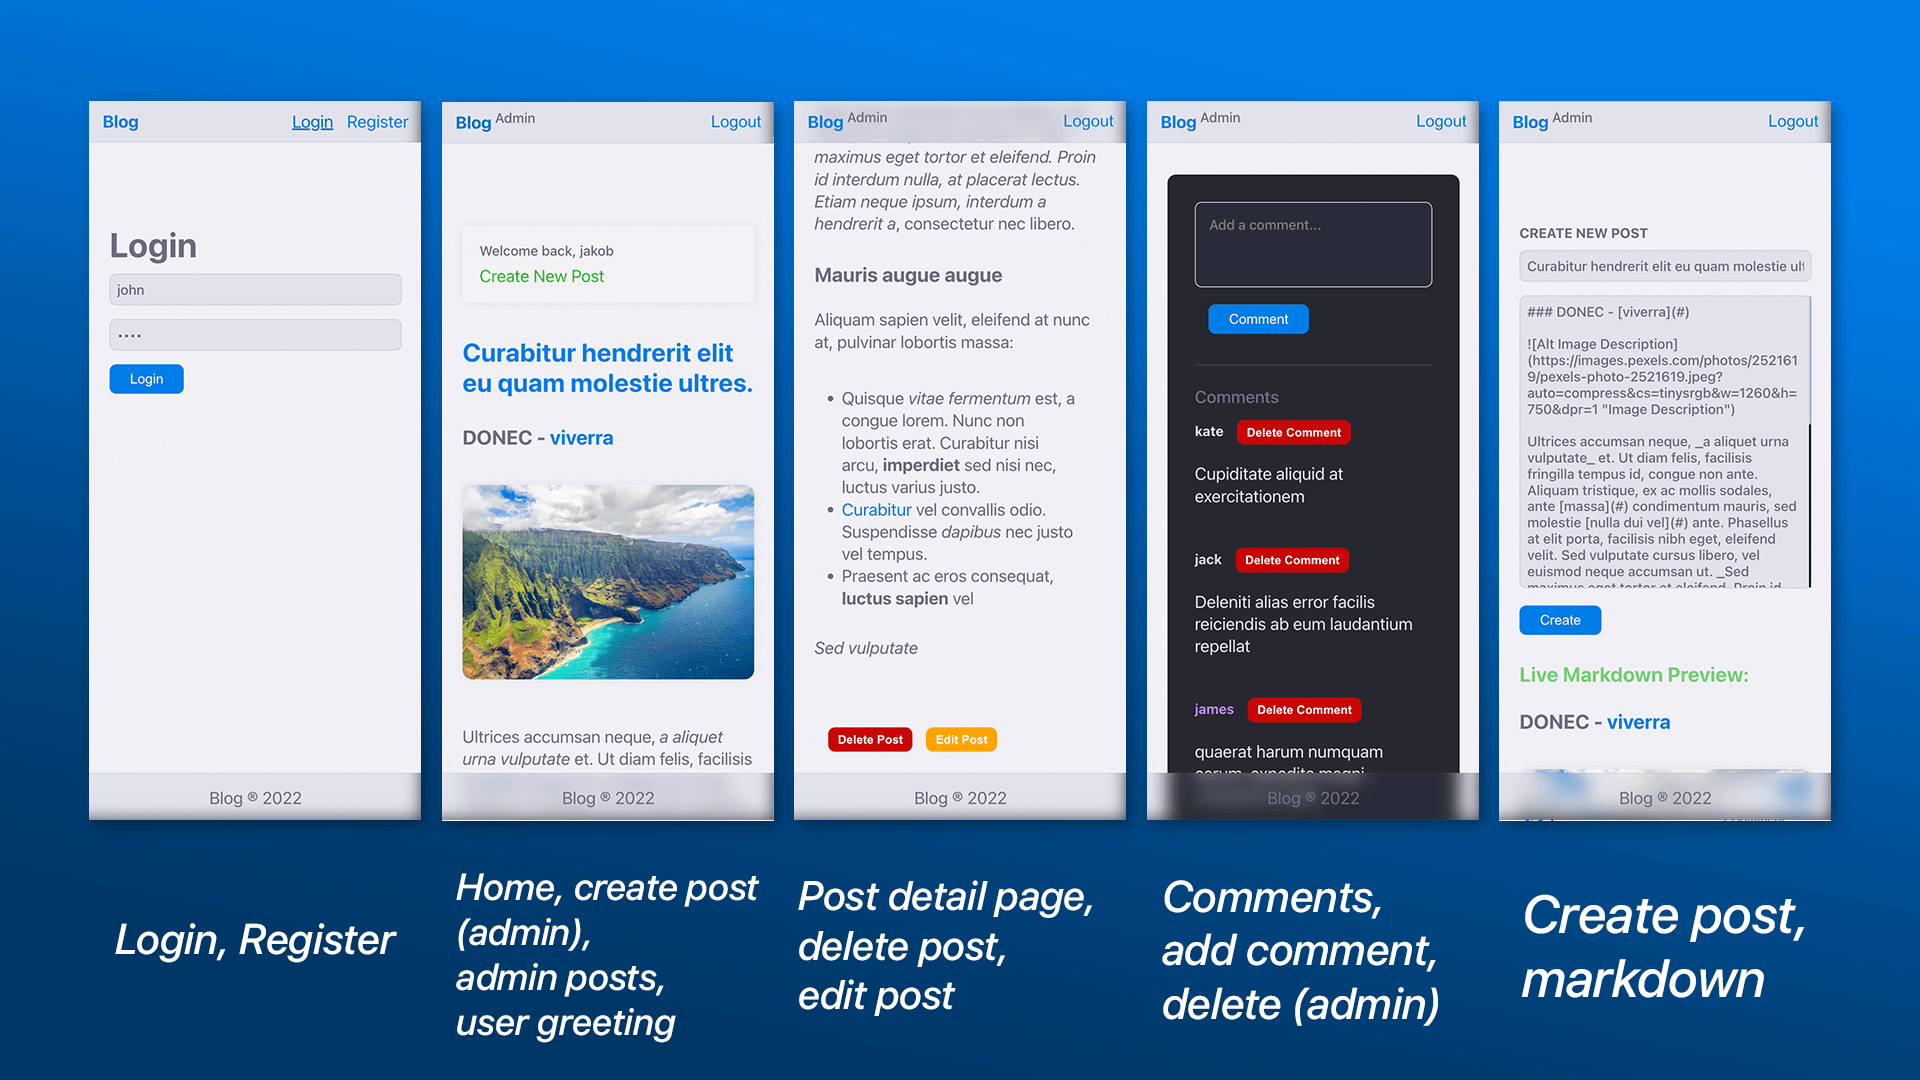 Blog
Login Register
Login
john
••••
Login
Blog ® 2022
Login, Register
Blog Admin
Logout
Welcome back, jakob
Create New Post
Curabitur hendrerit elit
eu quam molestie ultres.
DONEC - viverra
Ultrices accumsan neque, a aliquet
urna vulputate et. Ut diam felis, facilisis
Blog ® 2022
Home, create post
(admin),
admin posts,
user greeting
Blog Admin
Logout
maximus eget tortor et eleifend. Proin
id interdum nulla, at placerat lectus.
Etiam neque ipsum, interdum a
hendrerit a, consectetur nec libero.
Mauris augue augue
Aliquam sapien velit, eleifend at nunc
at, pulvinar lobortis massa:
• Quisque vitae fermentum est, a
congue lorem. Nunc non
lobortis erat. Curabitur nisi
arcu, imperdiet sed nisi nec,
luctus varius justo.
• Curabitur vel convallis odio.
Suspendisse dapibus nec justo
vel tempus.
• Praesent ac eros consequat,
luctus sapien vel
Sed vulputate
Delete Post Edit Post
Blog ® 2022
Post detail page,
delete post,
edit post
Blog Admin
Logout
Add a comment...
Comment
Comments
kate Delete Comment
Cupiditate aliquid at
exercitationem
jack Delete Comment
Deleniti alias error facilis
reiciendis ab eum laudantium
repellat
james Delete Comment
quaerat harum numquam
earum, expedita magni
Blog ® 2022
Comments,
add comment,
delete (admin)
Blog Admin
Logout
CREATE NEW POST
Curabitur hendrerit elit eu quam molestie ult
### DONEC - [viverra](#)
![Alt Image Description]
(https://images.pexels.com/photos/252161
9/pexels-photo-2521619.jpeg?
auto=compress&cs=tinysrgb&w=1260&h=
750&dpr=1 "Image Description")
Ultrices accumsan neque, _a aliquet urna
vulputate_ et. Ut diam felis, facilisis
fringilla tempus id, congue non ante.
Aliquam tristique, ex ac mollis sodales,
ante [massa](#) condimentum mauris, sed
molestie [nulla dui vel](#) ante. Phasellus
at elit porta, facilisis nibh eget, eleifend
velit. Sed vulputate cursus libero, vel
euismod neque accumsan ut. _Sed
maximus eget tortor et eleifend. Proin id
Create
Live Markdown Preview:
DONEC - viverra
Blog ® 2022
Create post,
markdown